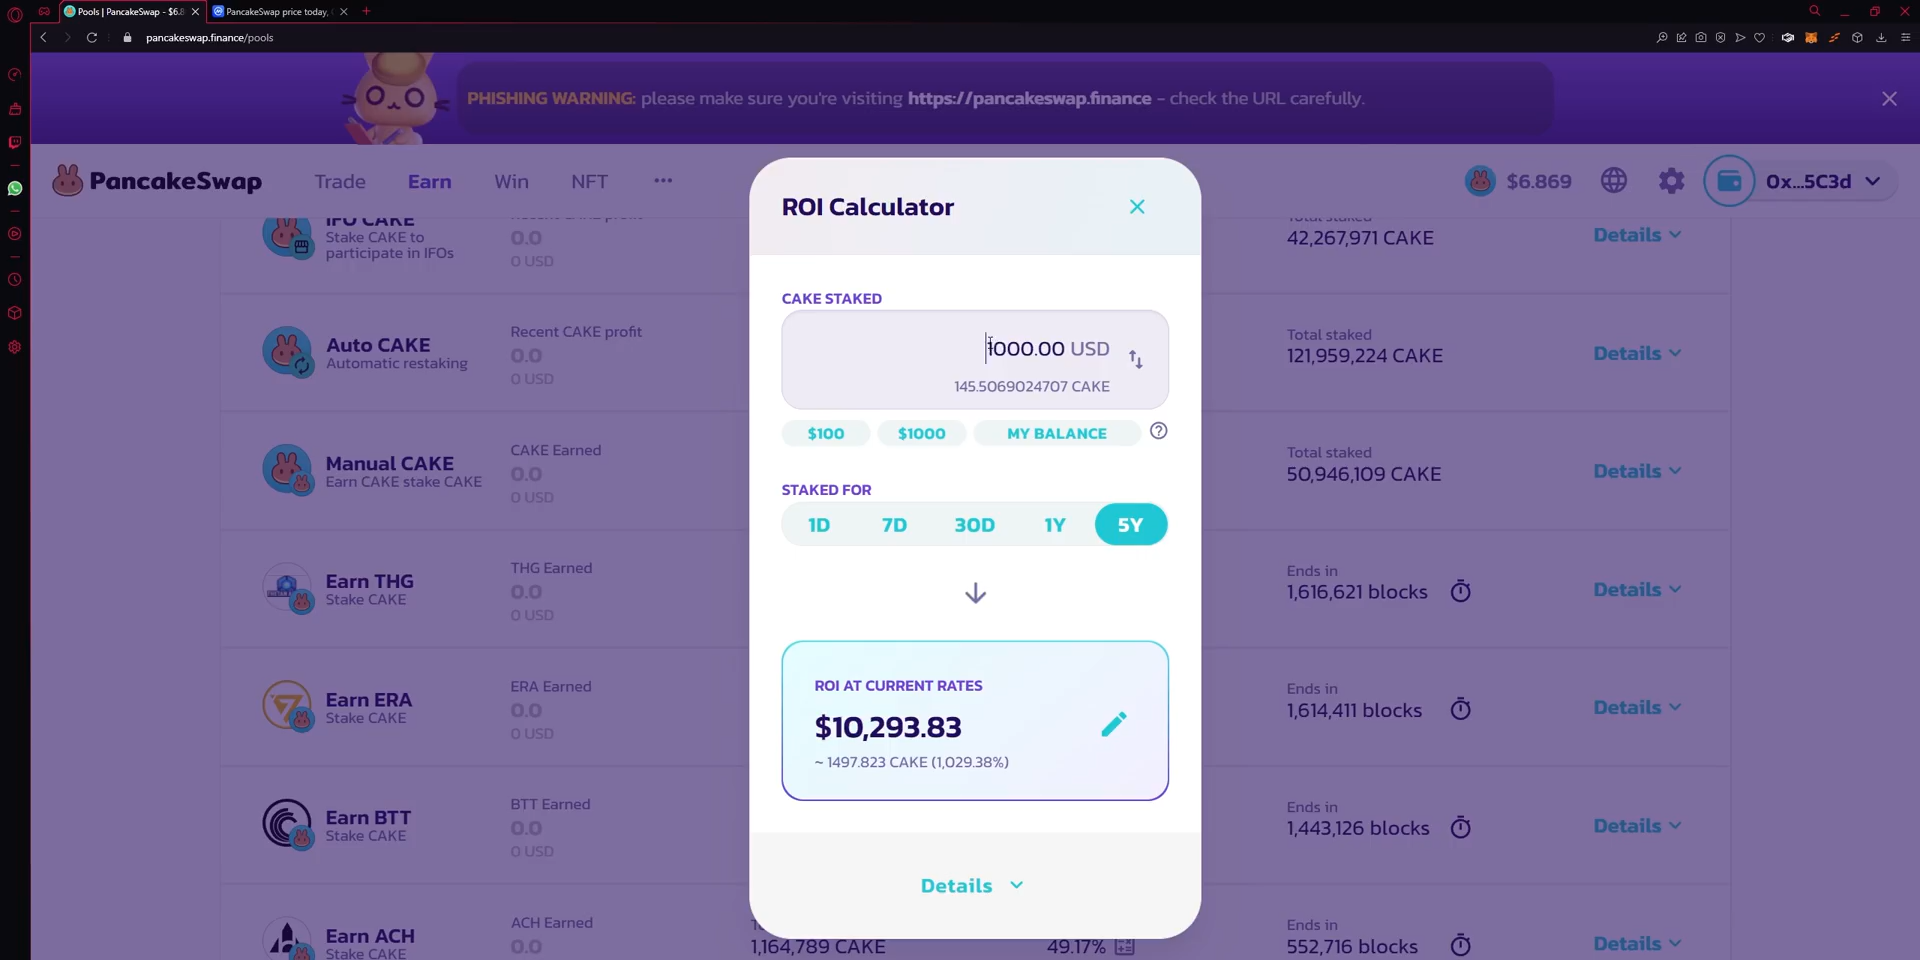 Pools | PancakeSwap - $6.8
PancakeSwap price today,
pancakeswap.finance/pools
PHISHING WARNING: please make sure you're visiting https://pancakeswap.finance - check the URL carefully.
PancakeSwap
Trade
Earn
Win
NFT
$6.869
0x...5C3d
IFO CAKE
Stake CAKE to
participate in IFOs
Recent CAKE profit
0.0
0 USD
Total staked
42,267,971 CAKE
Details
Auto CAKE
Automatic restaking
Recent CAKE profit
0.0
0 USD
Total staked
121,959,224 CAKE
Details
Manual CAKE
Earn CAKE stake CAKE
CAKE Earned
0.0
0 USD
Total staked
50,946,109 CAKE
Details
Earn THG
Stake CAKE
THG Earned
0.0
0 USD
Ends in
1,616,621 blocks
Details
Earn ERA
Stake CAKE
ERA Earned
0.0
0 USD
Ends in
1,614,411 blocks
Details
Earn BTT
Stake CAKE
BTT Earned
0.0
0 USD
Ends in
1,443,126 blocks
Details
Earn ACH
Stake CAKE
ACH Earned
0.0
1,164,789 CAKE
49.17%
Ends in
552,716 blocks
Details
ROI Calculator
CAKE STAKED
1000.00 USD
145.5069024707 CAKE
$100
$1000
MY BALANCE
STAKED FOR
1D
7D
30D
1Y
5Y
ROI AT CURRENT RATES
$10,293.83
~ 1497.823 CAKE (1,029.38%)
Details